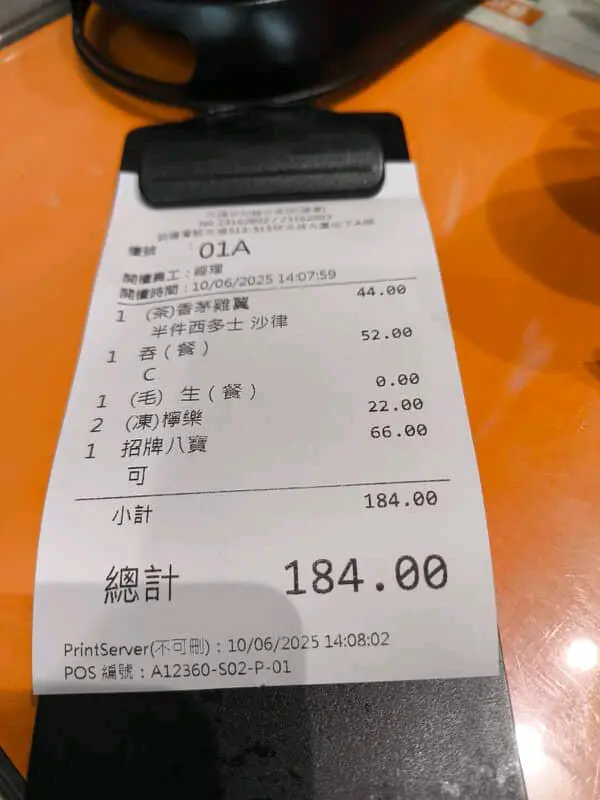 Tel: 23162802 / 23162807
檯號 : 01A
開檯員工 : 經理
開檯時間 : 10/06/2025 14:07:59
1 (茶)香茅雞翼 44.00
半件西多士 沙律
1 吞（餐） 52.00
C
1 (毛) 生（餐） 0.00
2 (凍)檸樂 22.00
1 招牌八寶 66.00
可
小計 184.00
總計 184.00
PrintServer(不可刪) : 10/06/2025 14:08:02
POS 編號 : A12360-S02-P-01